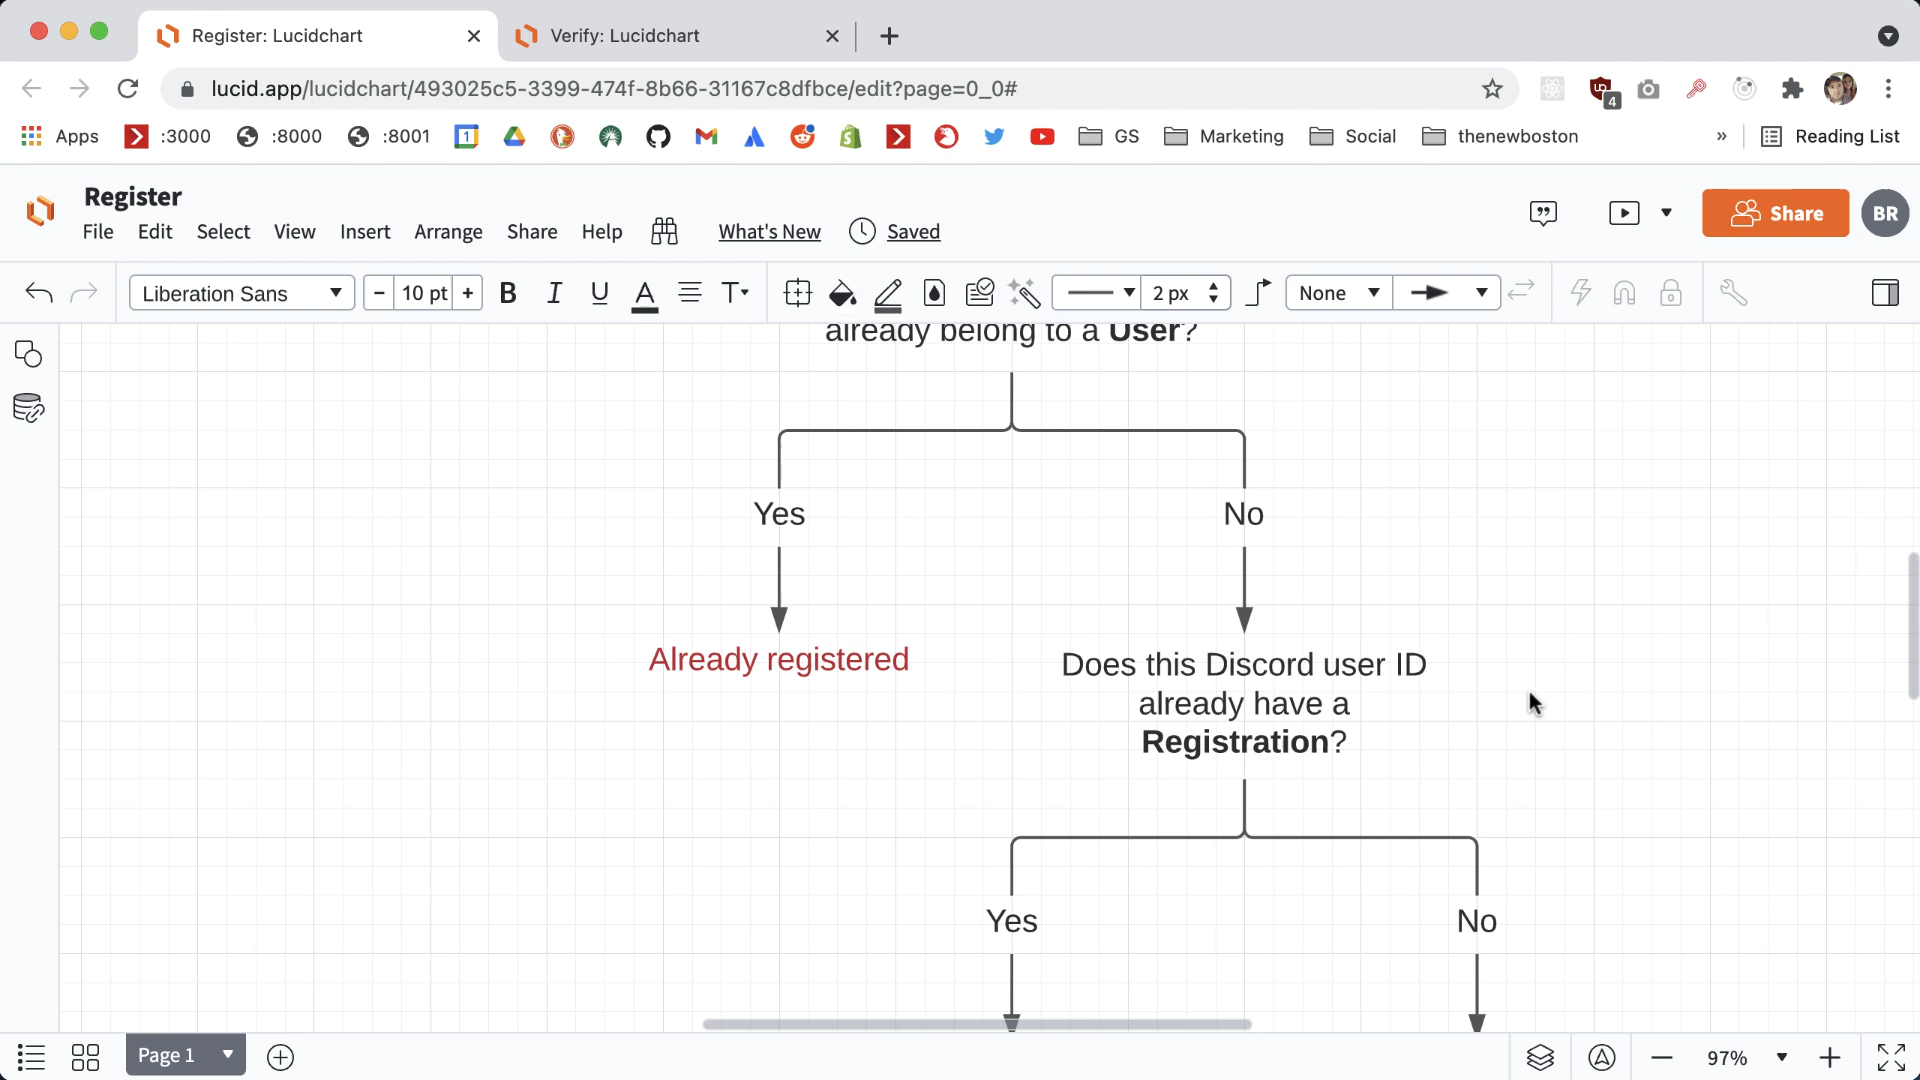 Register: Lucidchart
Verify: Lucidchart
lucid.app/lucidchart/493025c5-3399-474f-8b66-31167c8dfbce/edit?page=0_0#
4
Apps
:3000
:8000
:8001
1
GS
Marketing
Social
thenewboston
»
Reading List
Register
File
Edit
Select
View
Insert
Arrange
Share
Help
What's New
Saved
Share
BR
Liberation Sans
- 10 pt +
B
I
U
A
T
2 px
None
already belong to a User?
Yes
No
Already registered
Does this Discord user ID
already have a
Registration?
Yes
No
Page 1
97%